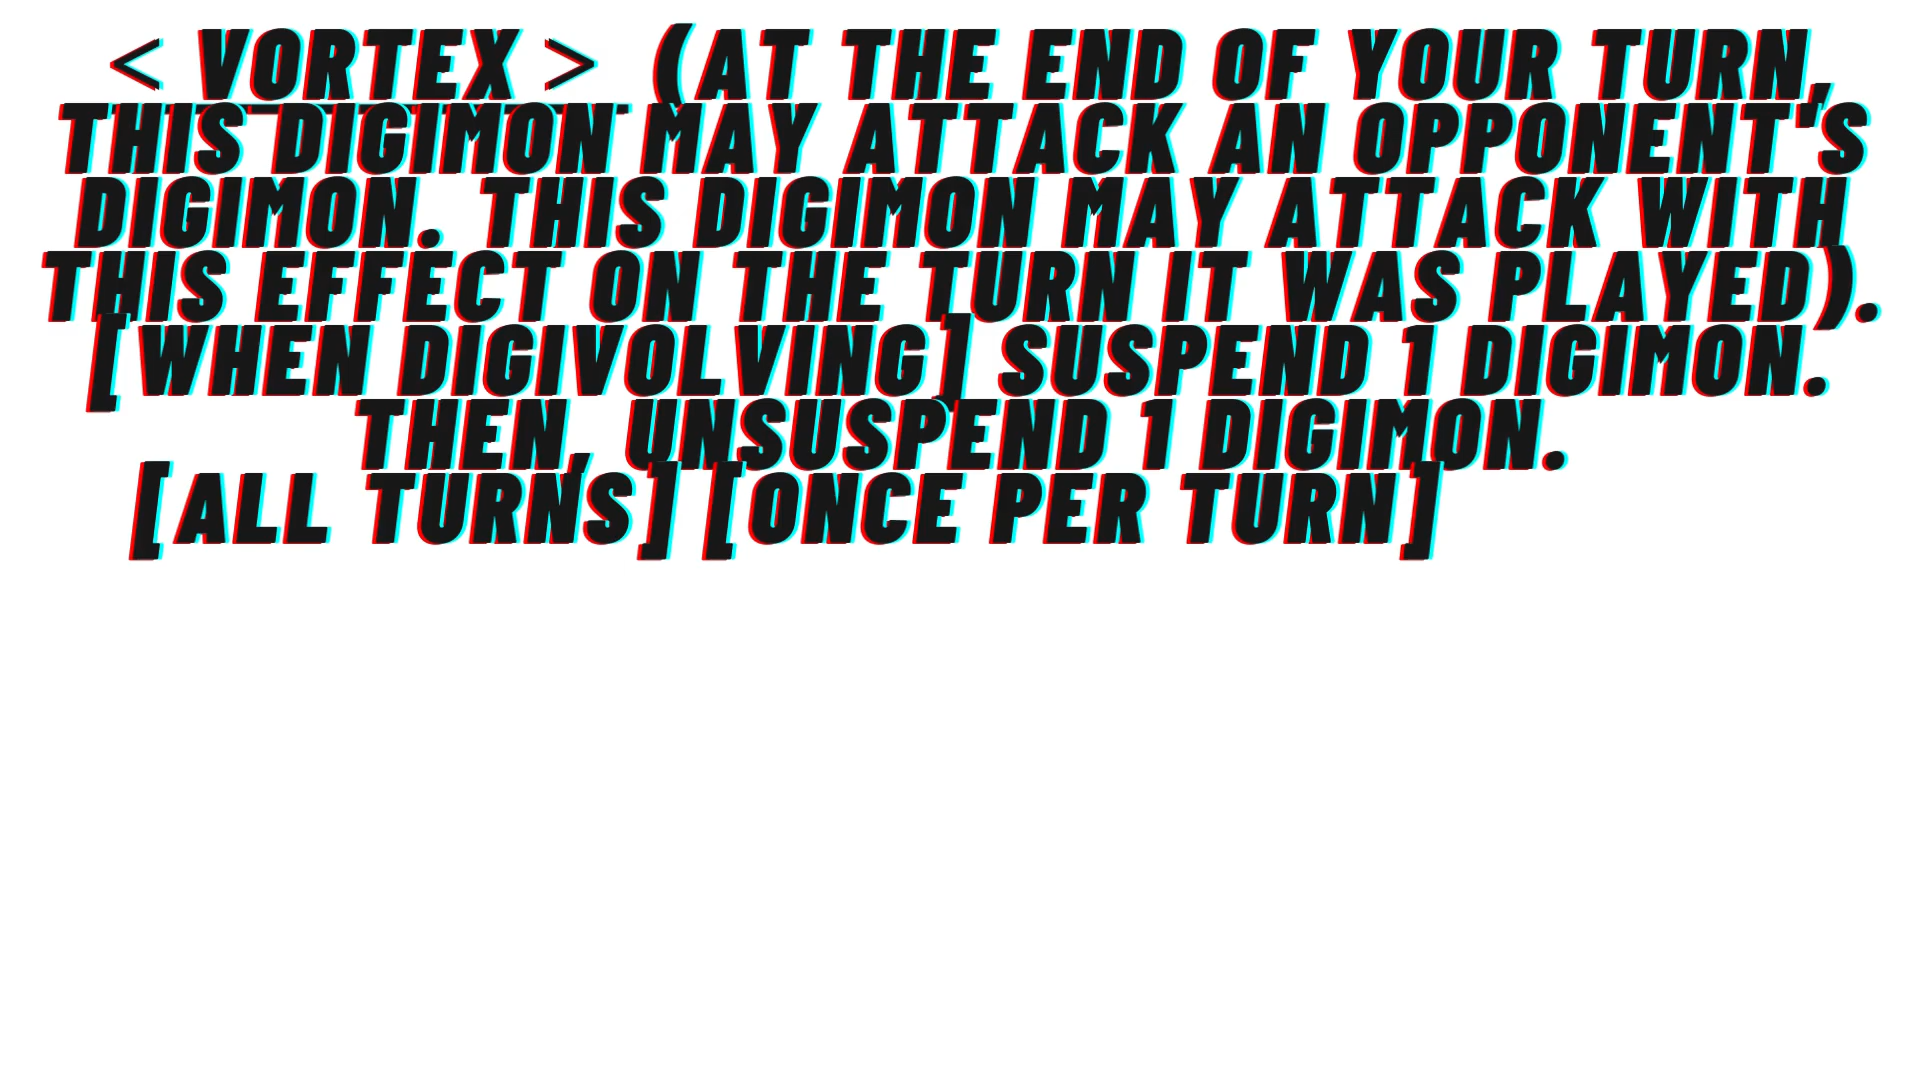 < VORTEX > (AT THE END OF YOUR TURN,
THIS DIGIMON MAY ATTACK AN OPPONENT'S
DIGIMON. THIS DIGIMON MAY ATTACK WITH
THIS EFFECT ON THE TURN IT WAS PLAYED).
[WHEN DIGIVOLVING] SUSPEND 1 DIGIMON.
THEN, UNSUSPEND 1 DIGIMON.
[ALL TURNS] [ONCE PER TURN]